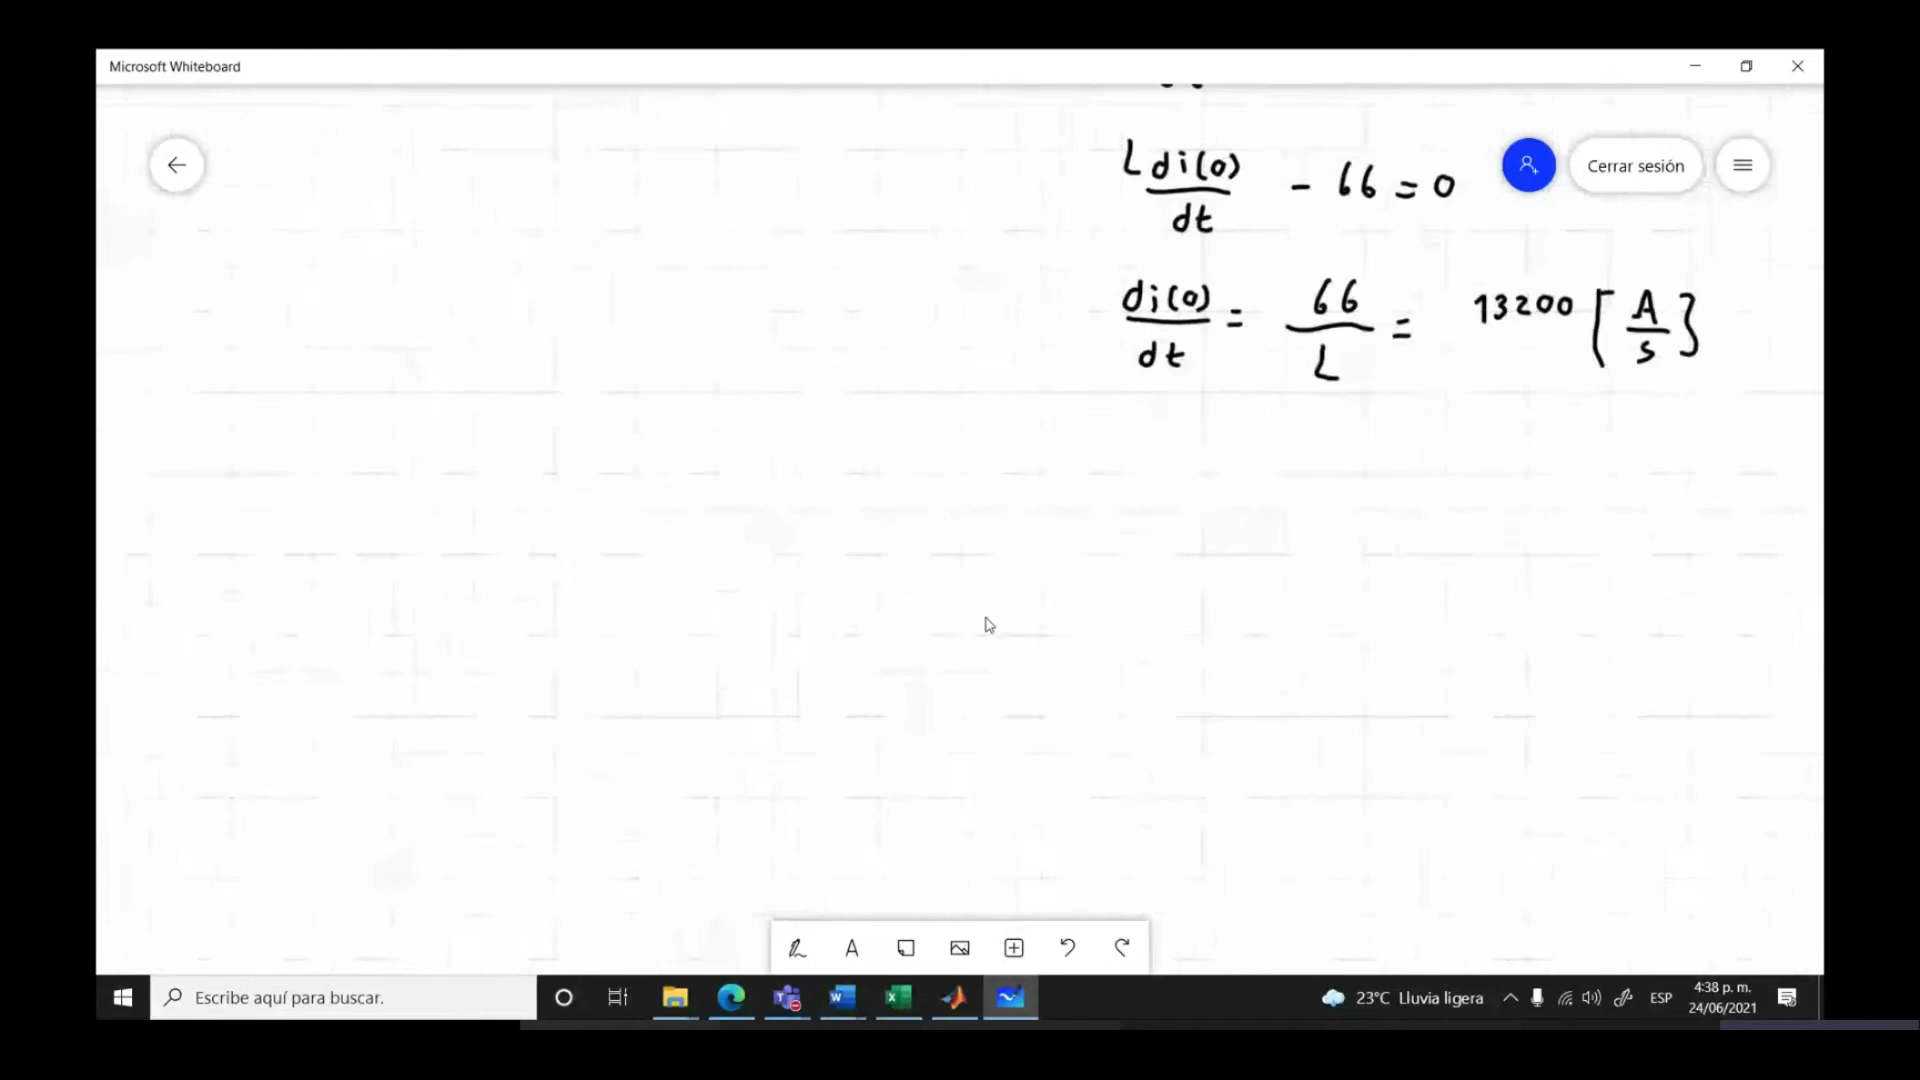 Microsoft Whiteboard
L di(0)/dt - 66 = 0
Cerrar sesión
di(0)/dt = 66/L = 13200 [A/s]
A
Escribe aquí para buscar.
23°C Lluvia ligera
ESP
4:38 p. m.
24/06/2021